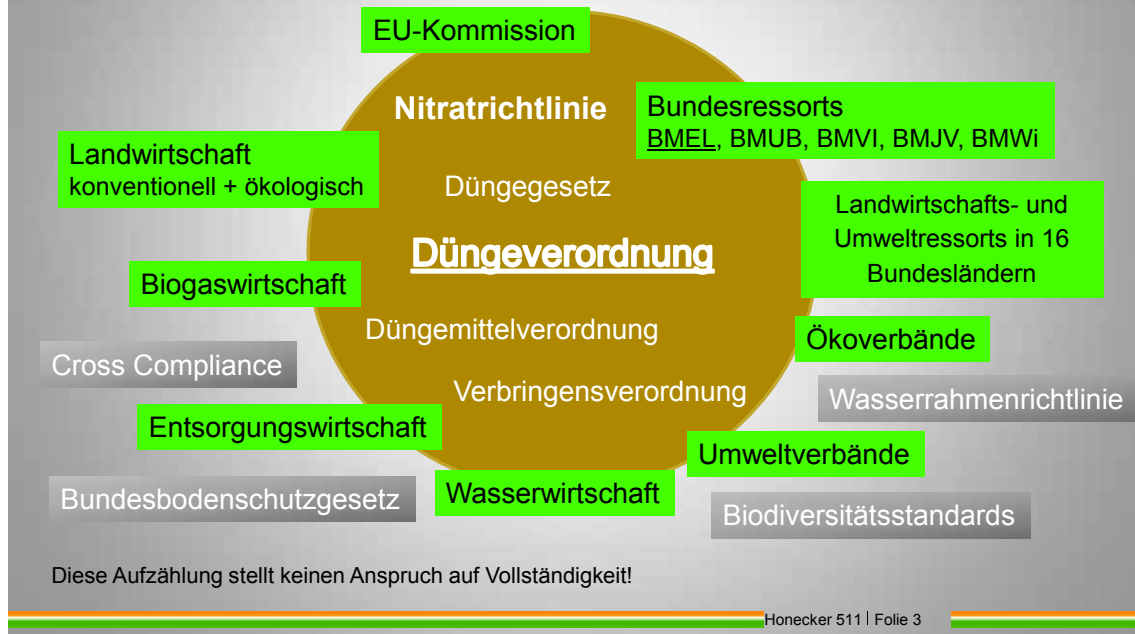 EU-Kommission
Nitratrichtlinie
Bundesressorts
BMEL, BMUB, BMVI, BMJV, BMWi
Landwirtschaft
konventionell + ökologisch
Düngegesetz
Landwirtschafts- und
Umweltressorts in 16
Bundesländern
Düngeverordnung
Biogaswirtschaft
Düngemittelverordnung
Ökoverbände
Cross Compliance
Verbringensverordnung
Wasserrahmenrichtlinie
Entsorgungswirtschaft
Umweltverbände
Bundesbodenschutzgesetz
Wasserwirtschaft
Biodiversitätsstandards
Diese Aufzählung stellt keinen Anspruch auf Vollständigkeit!
Honecker 511 | Folie 3